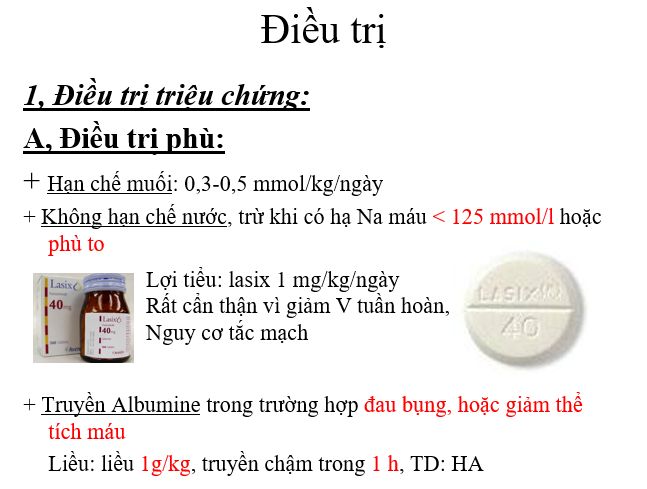 Điều trị
1, Điều trị triệu chứng:
A, Điều trị phù:
+ Hạn chế muối: 0,3-0,5 mmol/kg/ngày
+ Không hạn chế nước, trừ khi có hạ Na máu < 125 mmol/l hoặc
phù to
Lợi tiểu: lasix 1 mg/kg/ngày
Rất cẩn thận vì giảm V tuần hoàn,
Nguy cơ tắc mạch
Lasix
40mg
Lasix
40mg
LASIX
40
+ Truyền Albumine trong trường hợp đau bụng, hoặc giảm thể
tích máu
Liều: liều 1g/kg, truyền chậm trong 1 h, TD: HA